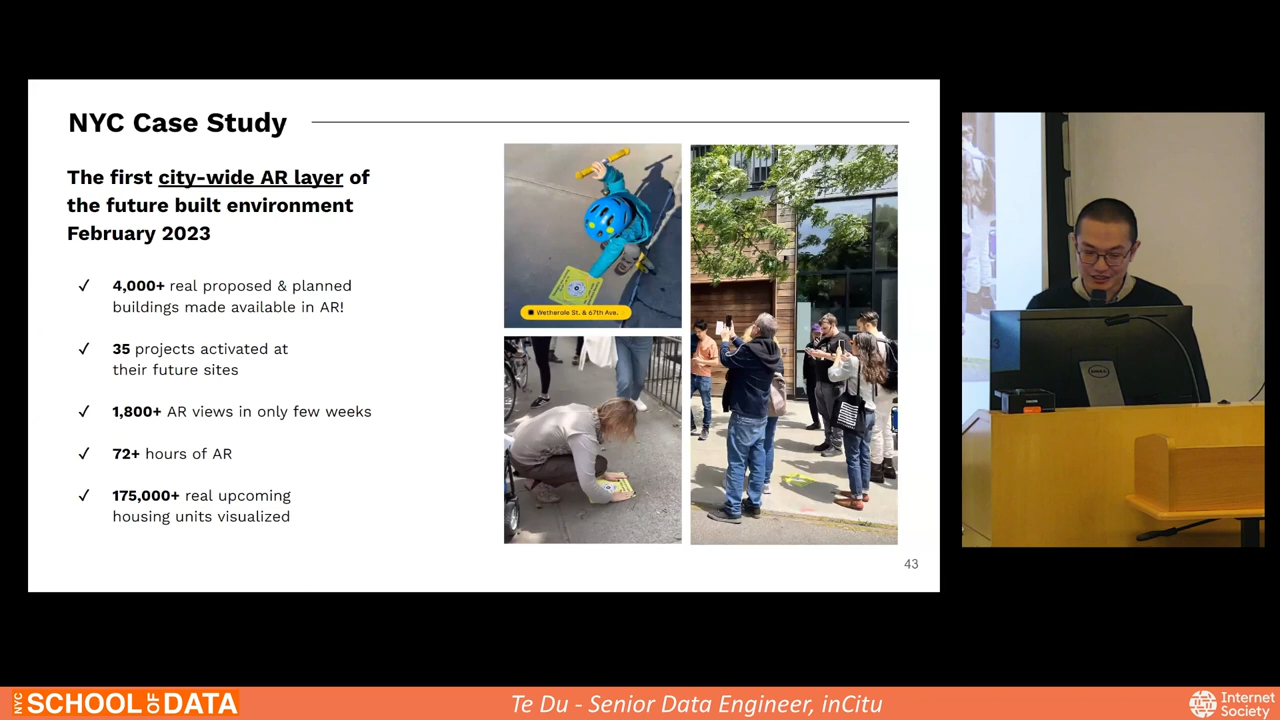 NYC Case Study
The first city-wide AR layer of
the future built environment
February 2023
✓ 4,000+ real proposed & planned
buildings made available in AR!
✓ 35 projects activated at
their future sites
✓ 1,800+ AR views in only few weeks
✓ 72+ hours of AR
✓ 175,000+ real upcoming
housing units visualized
Wetherole St. & 67th Ave.
43
DELL
NYC SCHOOL OF DATA
Te Du - Senior Data Engineer, inCitu
Internet
Society